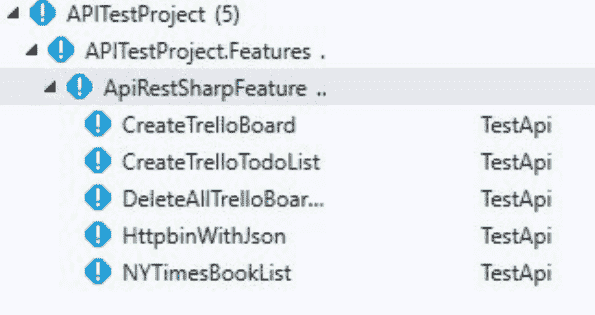 APITestProject (5)
APITestProject.Features .
ApiRestSharpFeature ..
CreateTrelloBoard TestApi
CreateTrelloTodoList TestApi
DeleteAllTrelloBoar... TestApi
HttpbinWithJson TestApi
NYTimesBookList TestApi